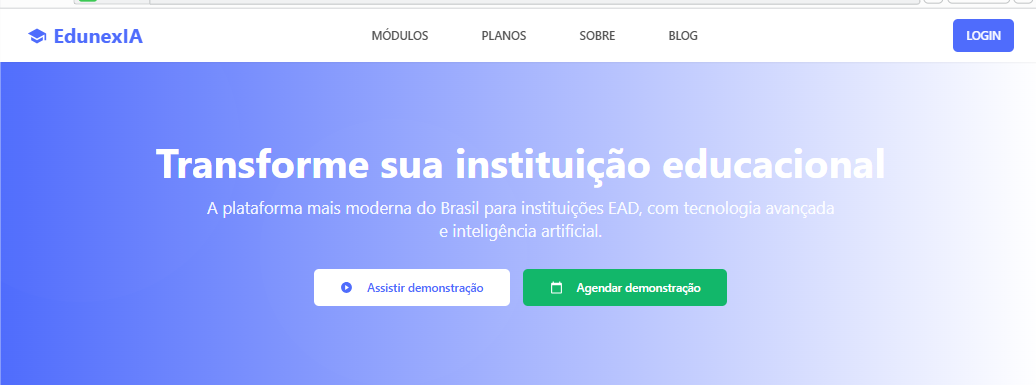 EdunexIA
MÓDULOS
PLANOS
SOBRE
BLOG
LOGIN
Transforme sua instituição educacional
A plataforma mais moderna do Brasil para instituições EAD, com tecnologia avançada
e inteligência artificial.
Assistir demonstração
Agendar demonstração